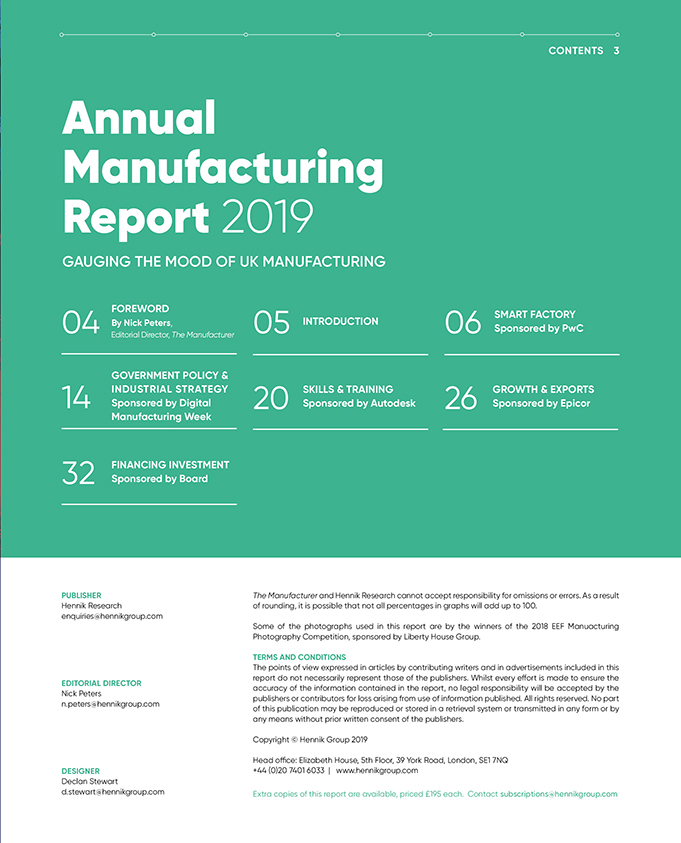 CONTENTS 3
Annual
Manufacturing
Report 2019
GAUGING THE MOOD OF UK MANUFACTURING
04
FOREWORD
By Nick Peters,
Editorial Director, The Manufacturer
05
INTRODUCTION
06
SMART FACTORY
Sponsored by PwC
14
GOVERNMENT POLICY &
INDUSTRIAL STRATEGY
Sponsored by Digital
Manufacturing Week
20
SKILLS & TRAINING
Sponsored by Autodesk
26
GROWTH & EXPORTS
Sponsored by Epicor
32
FINANCING INVESTMENT
Sponsored by Board
PUBLISHER
Hennik Research
enquiries@hennikgroup.com
EDITORIAL DIRECTOR
Nick Peters
n.peters@hennikgroup.com
DESIGNER
Declan Stewart
d.stewart@hennikgroup.com
The Manufacturer and Hennik Research cannot accept responsibility for omissions or errors. As a result
of rounding, it is possible that not all percentages in graphs will add up to 100.
Some of the photographs used in this report are by the winners of the 2018 EEF Manuacturing
Photography Competition, sponsored by Liberty House Group.
TERMS AND CONDITIONS
The points of view expressed in articles by contributing writers and in advertisements included in this
report do not necessarily represent those of the publishers. Whilst every effort is made to ensure the
accuracy of the information contained in the report, no legal responsibility will be accepted by the
publishers or contributors for loss arising from use of information published. All rights reserved. No part
of this publication may be reproduced or stored in a retrieval system or transmitted in any form or by
any means without prior written consent of the publishers.
Copyright © Hennik Group 2019
Head office: Elizabeth House, 5th Floor, 39 York Road, London, SE1 7NQ
+44 (0)20 7401 6033 | www.hennikgroup.com
Extra copies of this report are available, priced £195 each. Contact subscriptions@hennikgroup.com